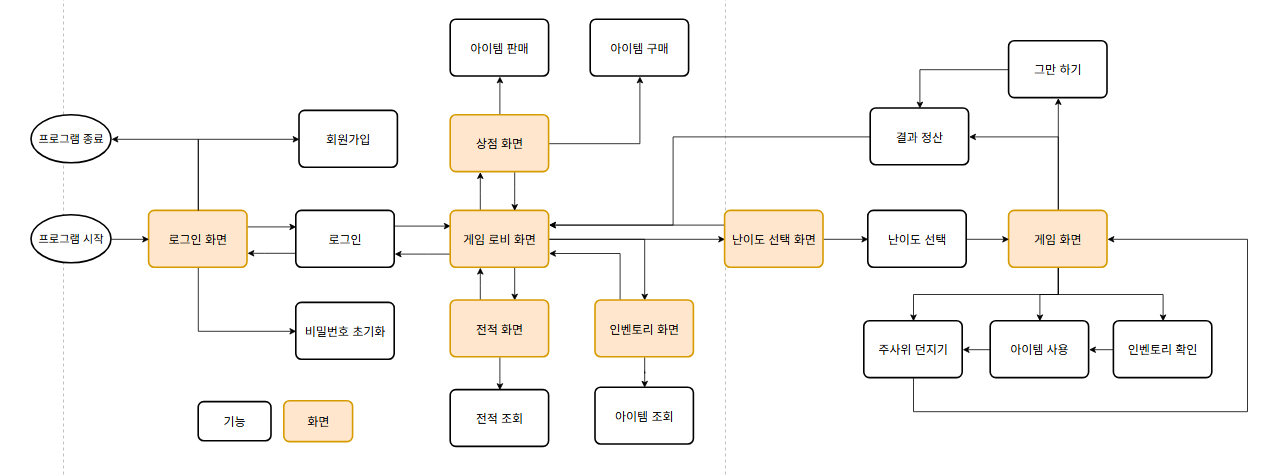 아이템 판매
아이템 구매
그만 하기
프로그램 종료
회원가입
상점 화면
결과 정산
프로그램 시작
로그인 화면
로그인
게임 로비 화면
난이도 선택 화면
난이도 선택
게임 화면
비밀번호 초기화
전적 화면
인벤토리 화면
주사위 던지기
아이템 사용
인벤토리 확인
기능
화면
전적 조회
아이템 조회